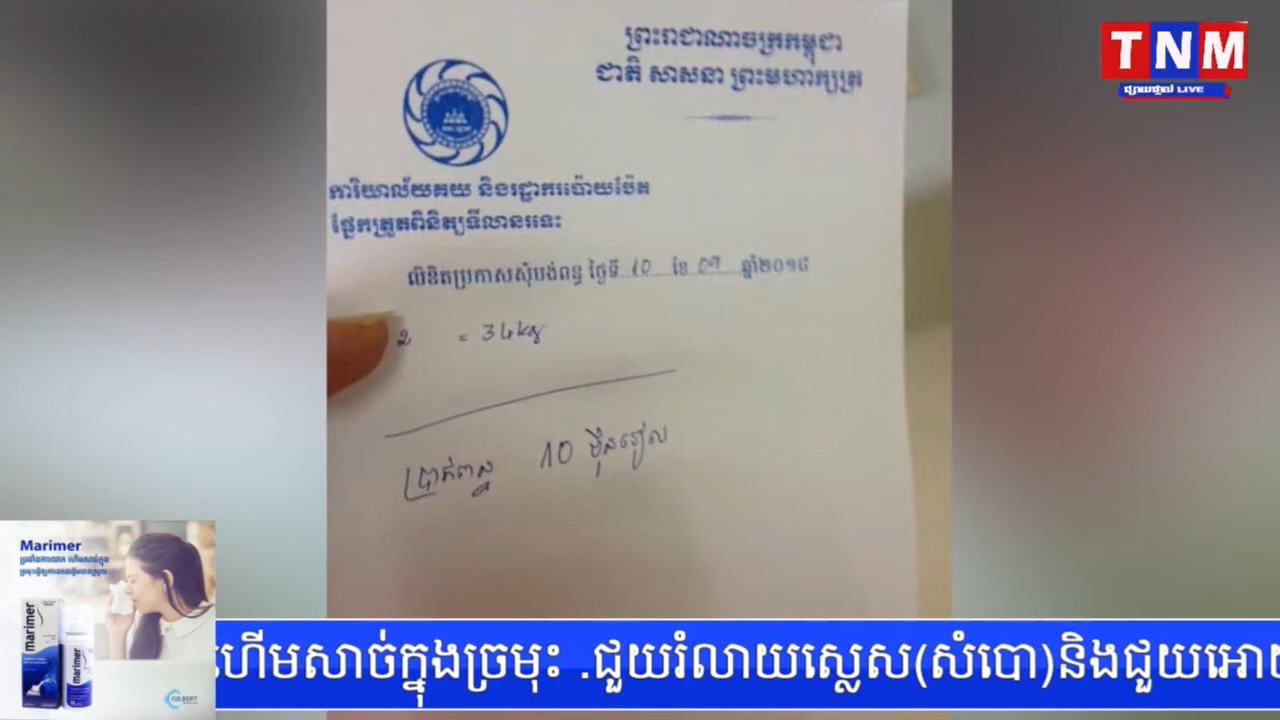 ព្រះរាជាណាចក្រកម្ពុជា
ជាតិ សាសនា ព្រះមហាក្សត្រ
TNM
ផ្សាយផ្ទាល់ LIVE
ការិយាល័យគយ និងរដ្ឋាករប៉ោយប៉ែត
ផ្នែកត្រួតពិនិត្យទីលានរទេះ
លិខិតប្រកាសសុំបង់ពន្ធ ថ្ងៃទី 10 ខែ 09 ឆ្នាំ២០១៨
2 = 34kg
ប្រាក់ពន្ធ 10 ម៉ឺនរៀល
Marimer
marimer
marimer
GILBERT
ហើមសាច់ក្នុងច្រមុះ .ជួយរំលាយស្លេស(សំបោ)និងជួយអោយ